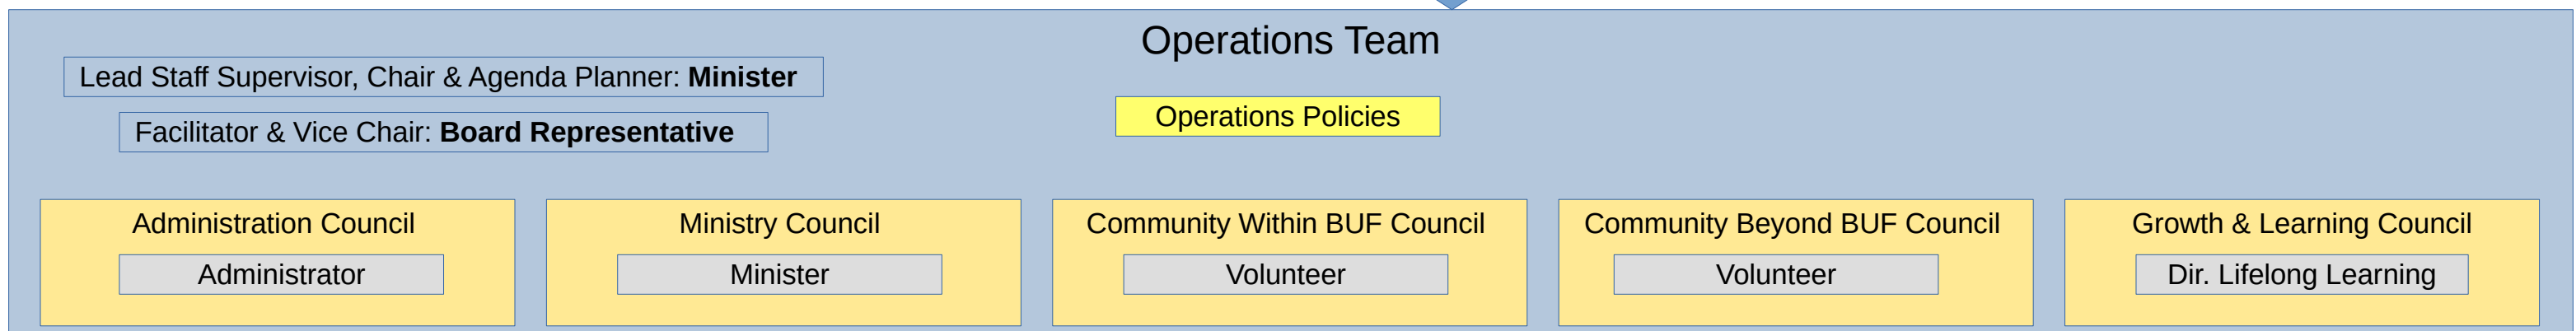 Operations Team
Lead Staff Supervisor, Chair & Agenda Planner: Minister
Facilitator & Vice Chair: Board Representative
Operations Policies
Administration Council
Administrator
Ministry Council
Minister
Community Within BUF Council
Volunteer
Community Beyond BUF Council
Volunteer
Growth & Learning Council
Dir. Lifelong Learning